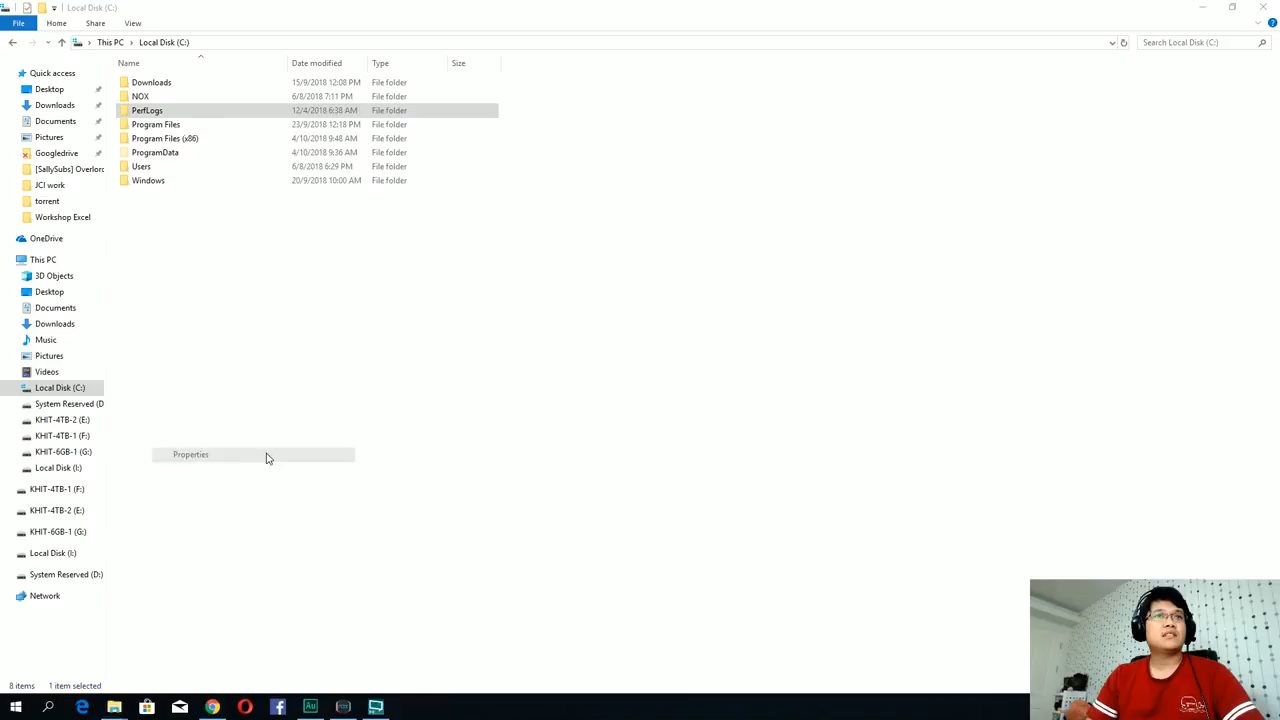 Local Disk (C:)
File Home Share View
This PC Local Disk (C:) Search Local Disk (C:)
Name Date modified Type Size
Quick access
Desktop
Downloads
Documents
Pictures
Googledrive
[SallySubs] Overlord
JCI work
torrent
Workshop Excel
OneDrive
This PC
3D Objects
Desktop
Documents
Downloads
Music
Pictures
Videos
Local Disk (C:)
System Reserved (D
KHIT-4TB-2 (E:)
KHIT-4TB-1 (F:)
KHIT-6GB-1 (G:)
Local Disk (I:)
KHIT-4TB-1 (F:)
KHIT-4TB-2 (E:)
KHIT-6GB-1 (G:)
Local Disk (I:)
System Reserved (D:)
Network
Downloads 15/9/2018 12:08 PM File folder
NOX 6/8/2018 7:11 PM File folder
PerfLogs 12/4/2018 6:38 AM File folder
Program Files 23/9/2018 12:18 PM File folder
Program Files (x86) 4/10/2018 9:48 AM File folder
ProgramData 4/10/2018 9:36 AM File folder
Users 6/8/2018 6:29 PM File folder
Windows 20/9/2018 10:00 AM File folder
Properties
8 items 1 item selected
Au